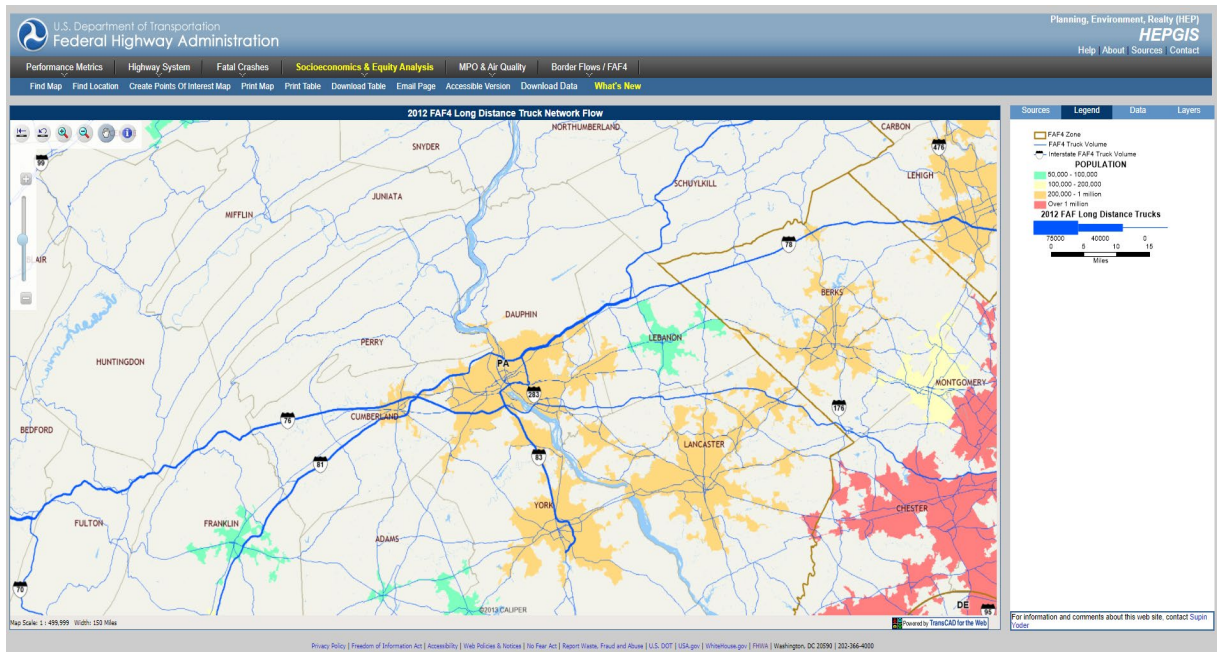 U.S. Department of Transportation
Federal Highway Administration
Planning, Environment, Realty (HEP)
HEPGIS
Help | About | Sources | Contact
Performance Metrics Highway System Fatal Crashes Socioeconomics & Equity Analysis MPO & Air Quality Border Flows / FAF4
Find Map Find Location Create Points Of Interest Map Print Map Print Table Download Table Email Page Accessible Version Download Data What's New
2012 FAF4 Long Distance Truck Network Flow
Sources Legend Data Layers
FAF4 Zone
FAF4 Truck Volume
Interstate FAF4 Truck Volume
POPULATION
50,000 - 100,000
100,000 - 200,000
200,000 - 1 million
Over 1 million
2012 FAF Long Distance Trucks
75000 40000 0
0 5 10 15
Miles
NORTHUMBERLAND
CARBON
SNYDER
476
99
LEHIGH
SCHUYLKILL
JUNIATA
MIFFLIN
78
BLAIR
BERKS
DAUPHIN
LEBANON
PERRY
HUNTINGDON
PA
MONTGOMERY
283
176
CUMBERLAND
76
BEDFORD
LANCASTER
83
81
YORK
CHESTER
FULTON
FRANKLIN
ADAMS
70
©2013 CALIPER
DE
95
Map Scale: 1 : 499,999 Width: 150 Miles
Powered by TransCAD for the Web
For information and comments about this web site, contact Supin
Yoder
Privacy Policy | Freedom of Information Act | Accessibility | Web Policies & Notices | No Fear Act | Report Waste, Fraud and Abuse | U.S. DOT | USA.gov | WhiteHouse.gov | FHWA | Washington, DC 20590 | 202-366-4000